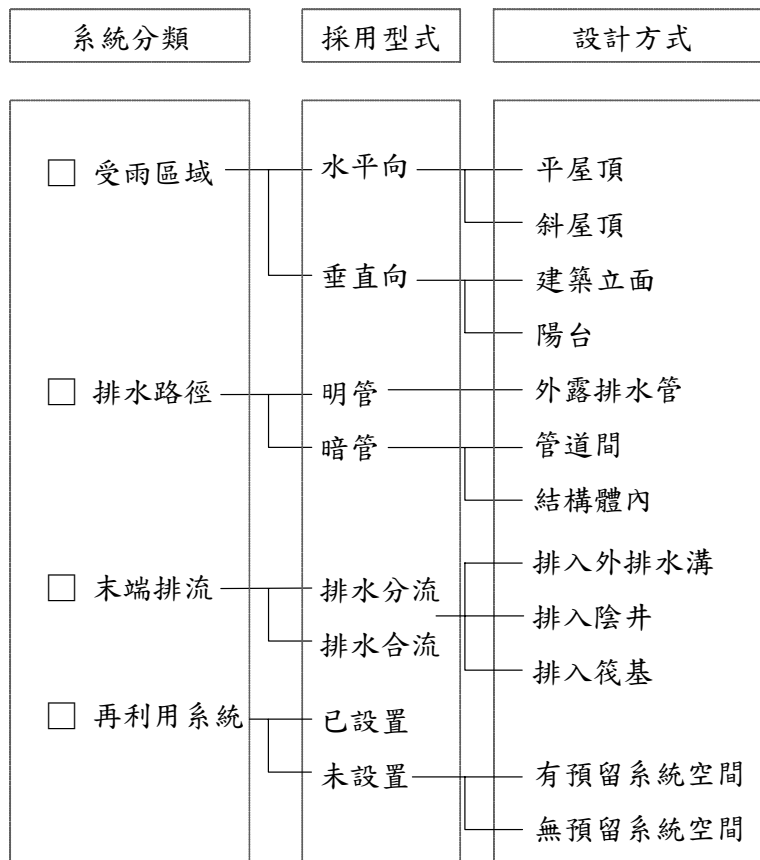 系統分類 採用型式 設計方式
□ 受雨區域 水平向 平屋頂
斜屋頂
垂直向 建築立面
陽台
□ 排水路徑 明管 外露排水管
暗管 管道間
結構體內
排入外排水溝
□ 末端排流 排水分流
排入陰井
排水合流
排入筏基
□ 再利用系統 已設置
未設置 有預留系統空間
無預留系統空間